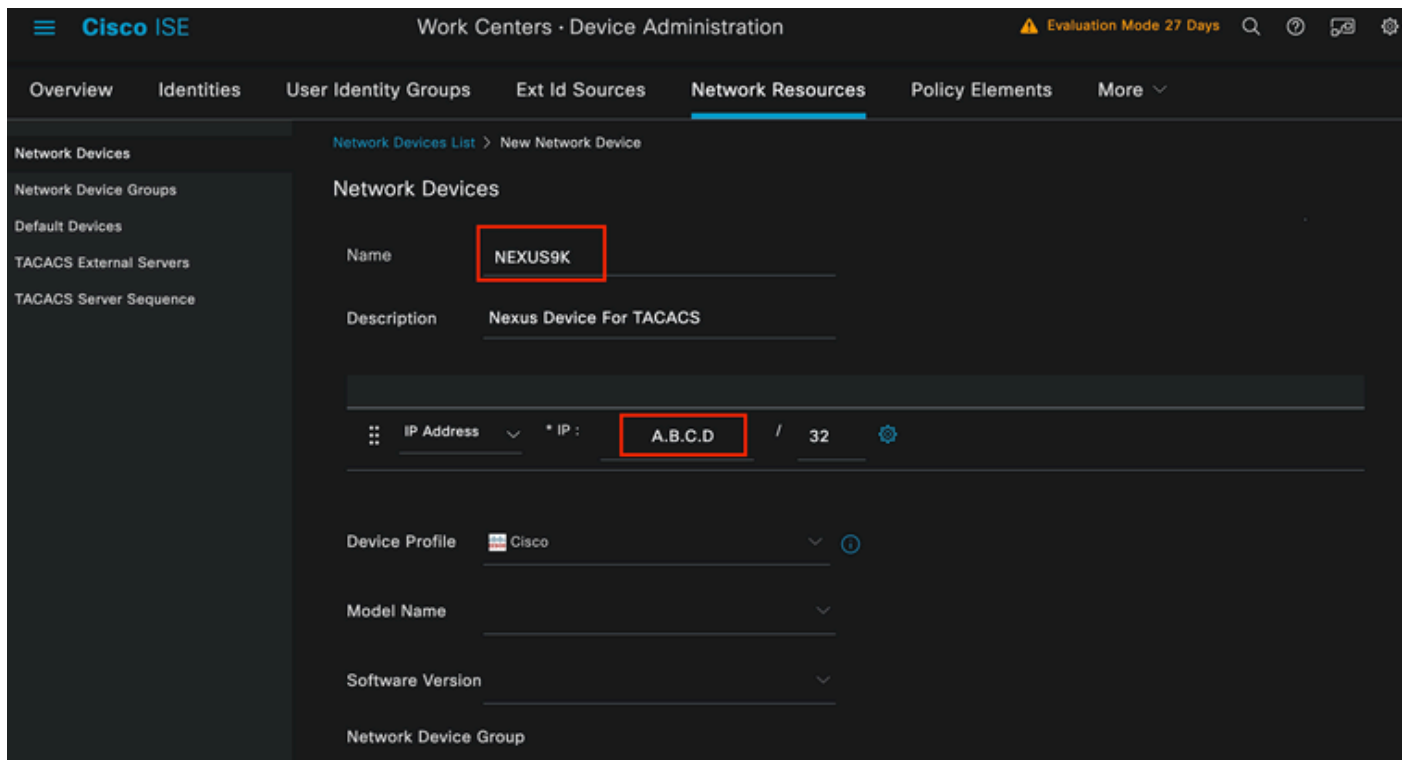 Cisco ISE
Work Centers · Device Administration
Evaluation Mode 27 Days
Overview Identities User Identity Groups Ext Id Sources Network Resources Policy Elements More
Network Devices
Network Device Groups
Default Devices
TACACS External Servers
TACACS Server Sequence
Network Devices List > New Network Device
Network Devices
Name NEXUS9K
Description Nexus Device For TACACS
IP Address * IP : A.B.C.D / 32
Device Profile Cisco
Model Name
Software Version
Network Device Group